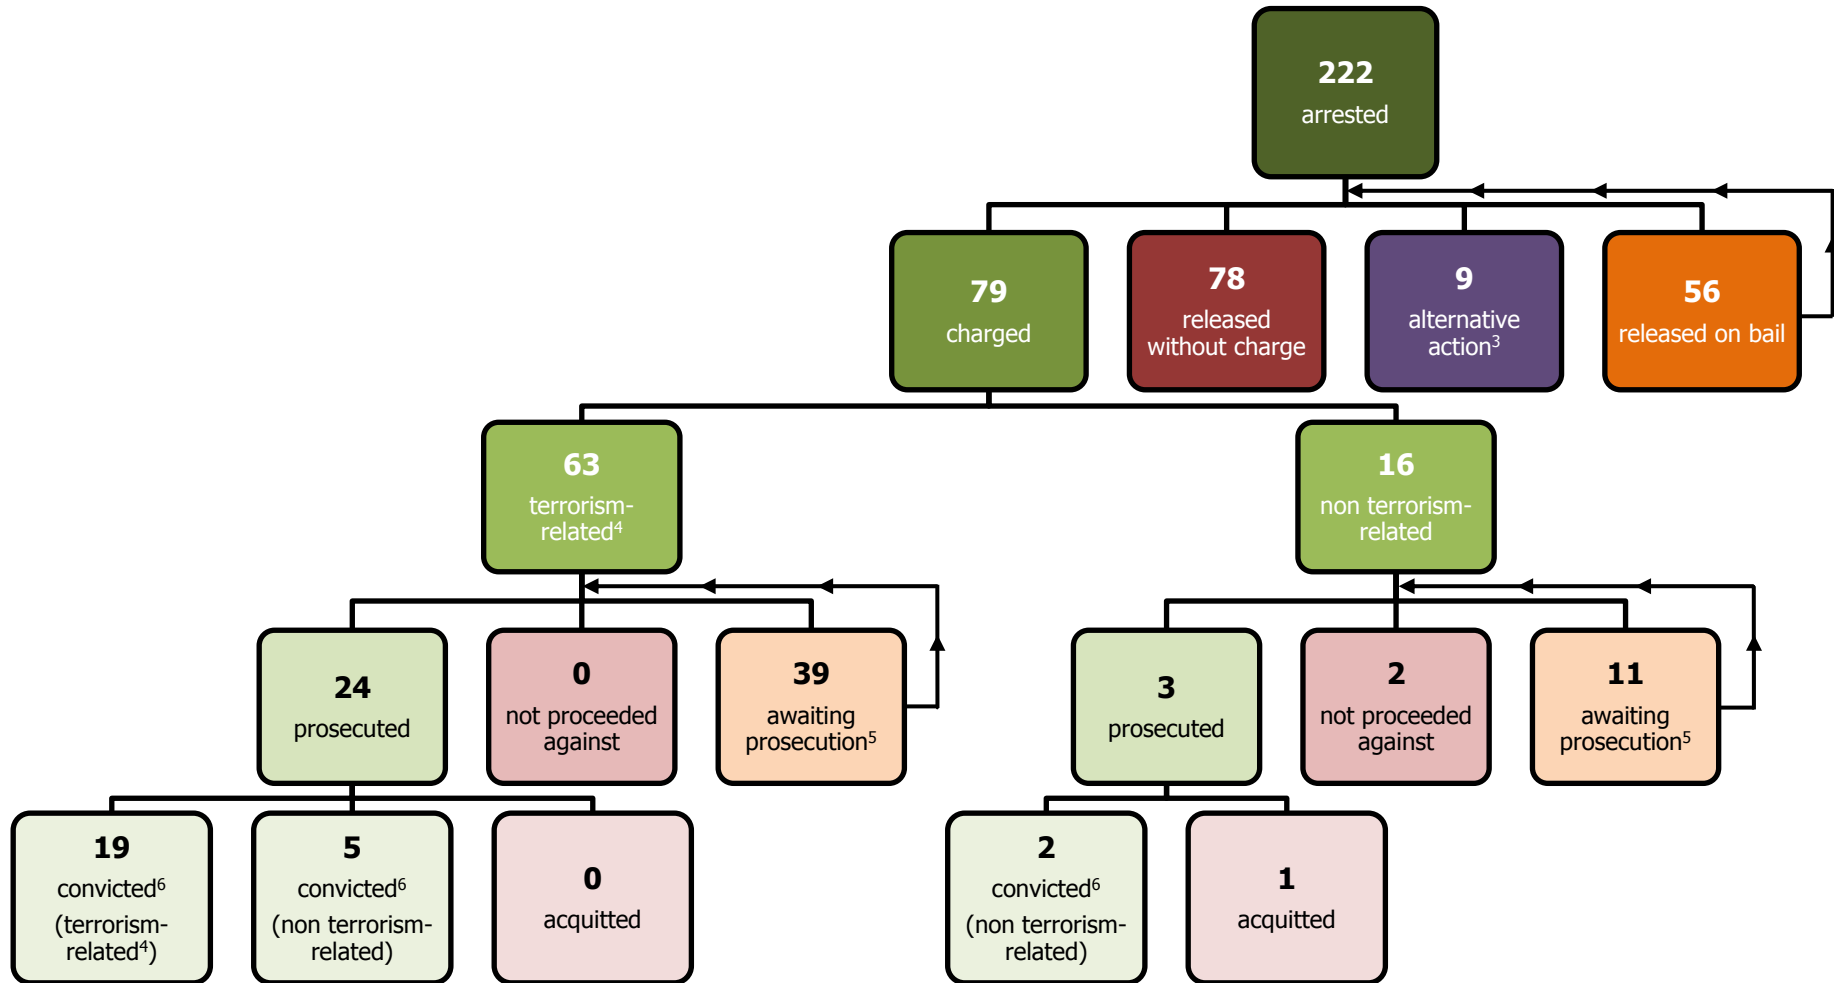 222
arrested
79
charged
78
released
without charge
9
alternative
action³
56
released on bail
63
terrorism-
related⁴
16
non terrorism-
related
24
prosecuted
0
not proceeded
against
39
awaiting
prosecution⁵
3
prosecuted
2
not proceeded
against
11
awaiting
prosecution⁵
19
convicted⁶
(terrorism-
related⁴)
5
convicted⁶
(non terrorism-
related)
0
acquitted
2
convicted⁶
(non terrorism-
related)
1
acquitted